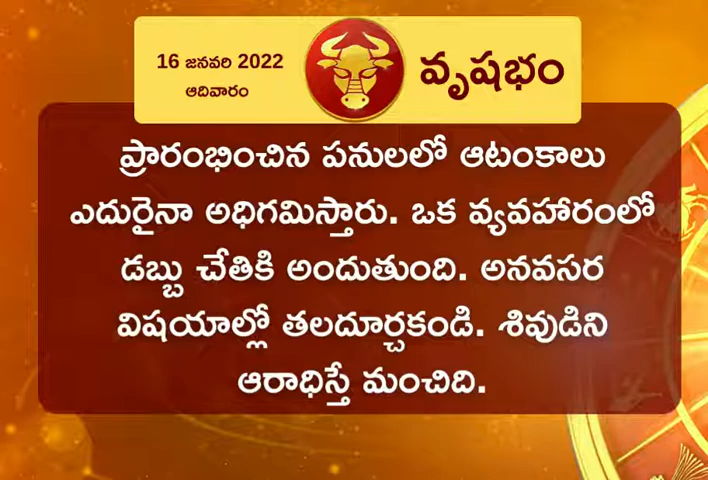 16 జనవరి 2022
ఆదివారం
వృషభం
ప్రారంభించిన పనులలో ఆటంకాలు
ఎదురైనా అధిగమిస్తారు. ఒక వ్యవహారంలో
డబ్బు చేతికి అందుతుంది. అనవసర
విషయాల్లో తలదూర్చకండి. శివుడిని
ఆరాధిస్తే మంచిది.